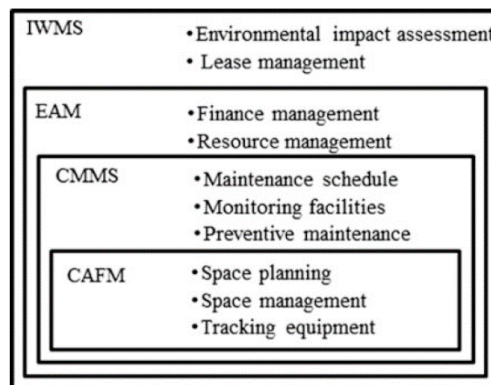 IWMS
•Environmental impact assessment
• Lease management
EAM
•Finance management
•Resource management
CMMS
•Maintenance schedule
•Monitoring facilities
•Preventive maintenance
CAFM
•Space planning
•Space management
•Tracking equipment